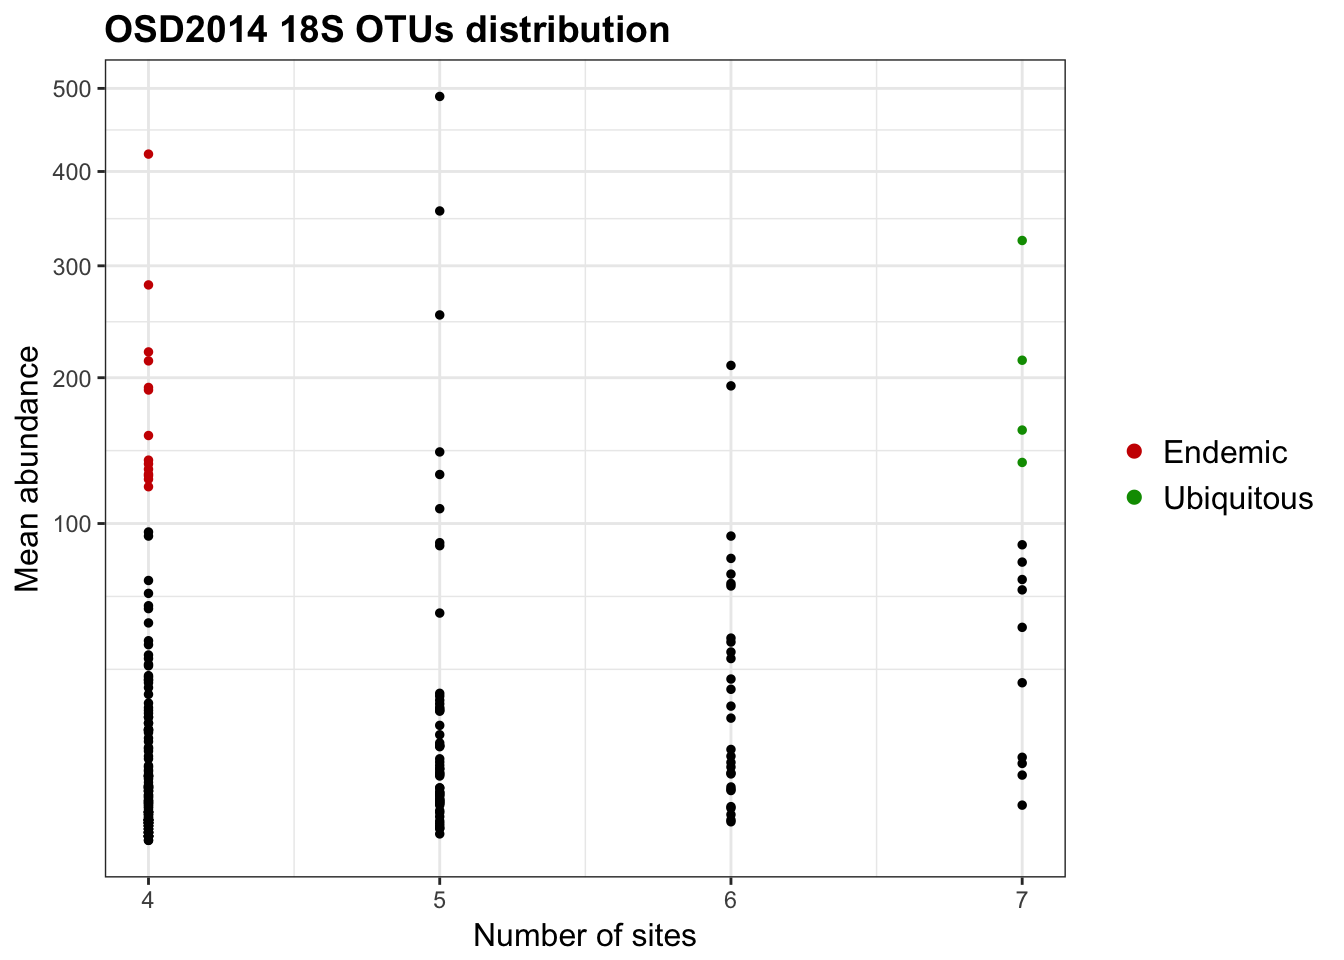 OSD2014 18S OTUs distribution
500
400
300
200
100
Mean abundance
4 5 6 7
Number of sites
Endemic
Ubiquitous